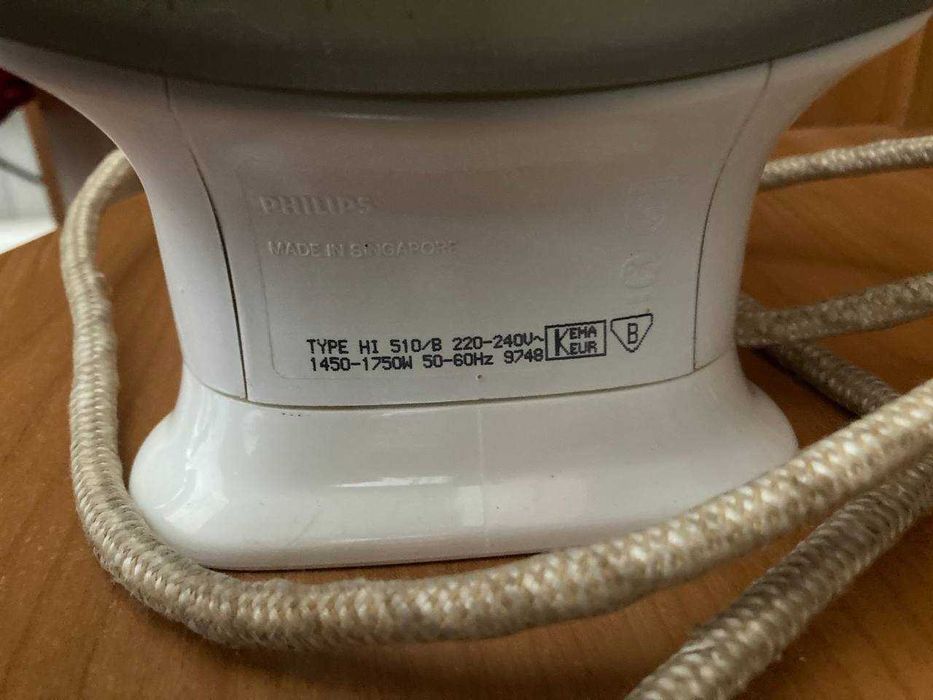 PHILIPS
MADE IN SINGAPORE
TYPE HI 510/B 220-240V~
1450-1750W 50-60Hz 9748
KEMA
KEUR
B